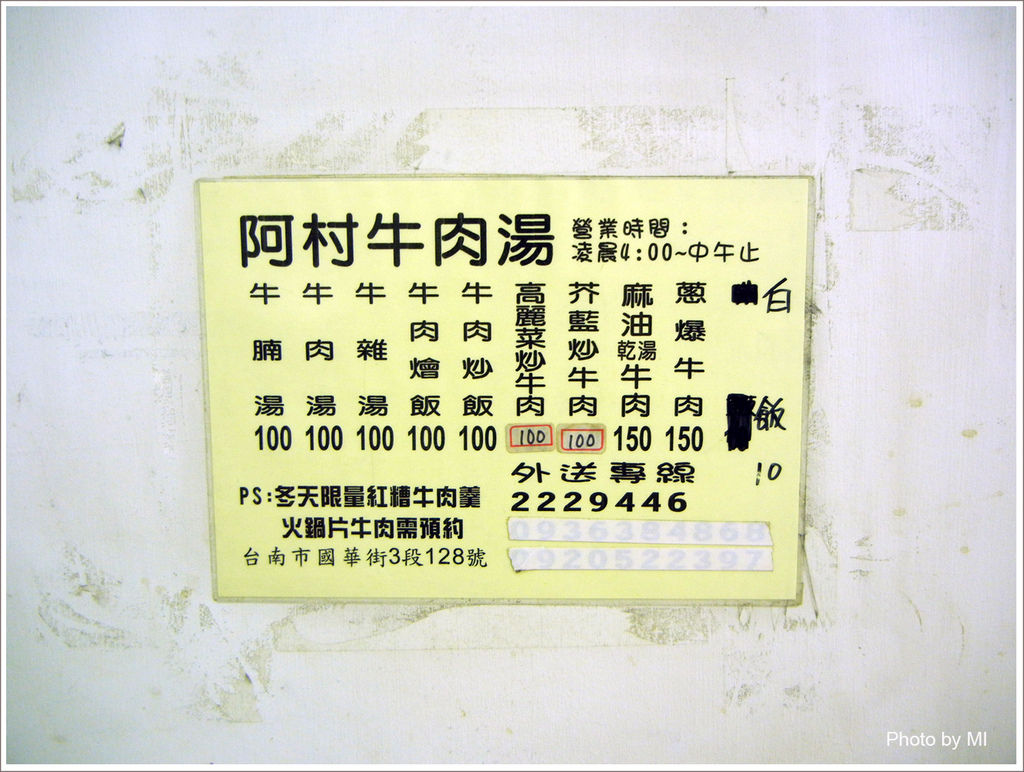 阿村牛肉湯
營業時間：
凌晨4:00~中午止
牛腩湯 100
牛肉湯 100
牛雜湯 100
牛肉燴飯 100
牛肉炒飯 100
高麗菜炒牛肉 100
芥藍炒牛肉 100
麻油乾湯牛肉 150
蔥爆牛肉 150
白飯 10
外送專線
2229446
0936384868
0920522397
PS:冬天限量紅糟牛肉羹
火鍋片牛肉需預約
台南市國華街3段128號
Photo by MI